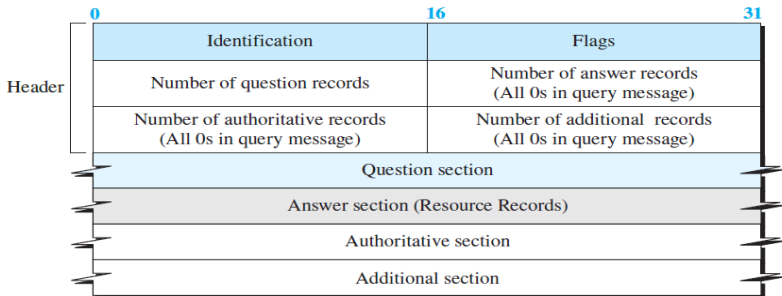 0 16 31
Header
Identification Flags
Number of question records Number of answer records
(All 0s in query message)
Number of authoritative records Number of additional records
(All 0s in query message) (All 0s in query message)
Question section
Answer section (Resource Records)
Authoritative section
Additional section